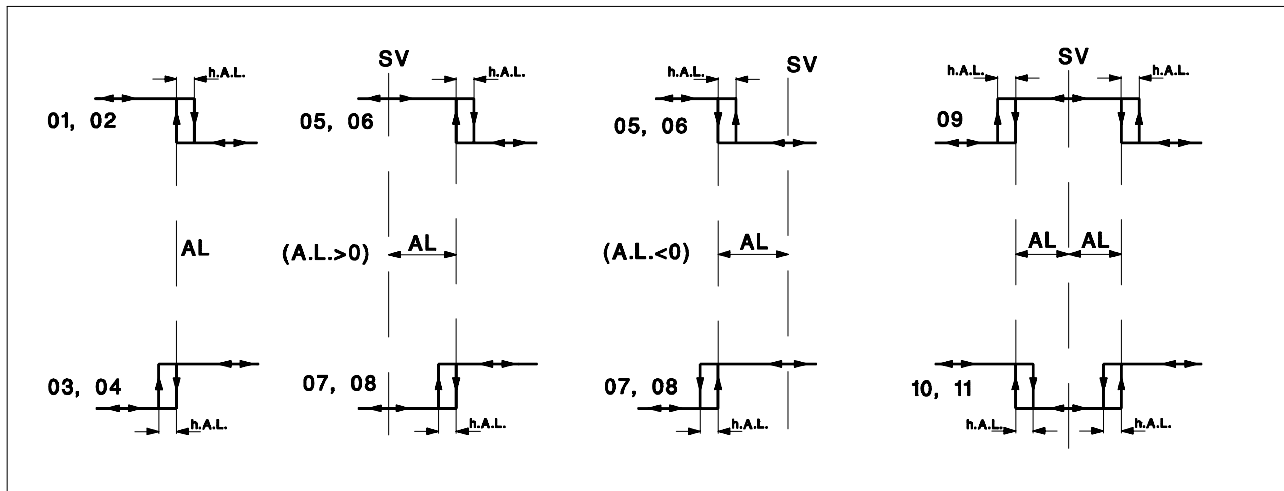 h.A.L. SV h.A.L. h.A.L. SV h.A.L. SV h.A.L.
01, 02 05, 06 05, 06 09
AL (A.L.>0) AL (A.L.<0) AL AL AL
03, 04 07, 08 07, 08 10, 11
h.A.L. h.A.L. h.A.L. h.A.L. h.A.L.